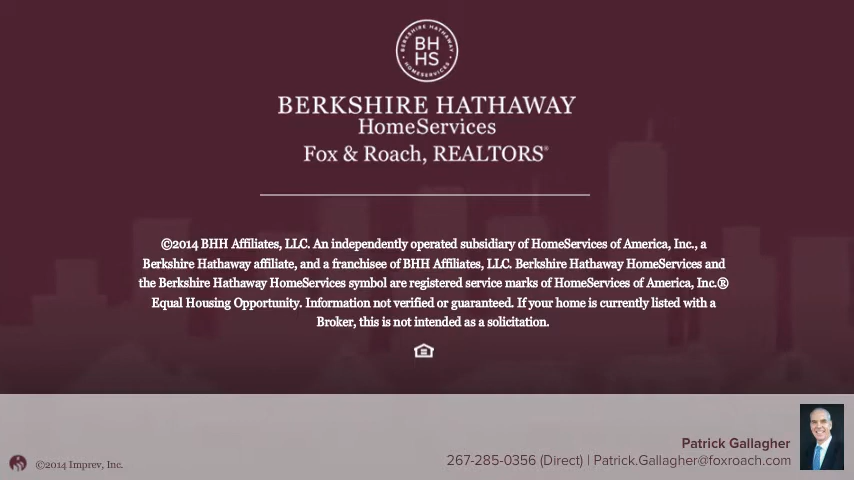 BERKSHIRE HATHAWAY
HOMESERVICES
BH
HS
BERKSHIRE HATHAWAY
HomeServices
Fox & Roach, REALTORS®
©2014 BHH Affiliates, LLC. An independently operated subsidiary of HomeServices of America, Inc., a
Berkshire Hathaway affiliate, and a franchisee of BHH Affiliates, LLC. Berkshire Hathaway HomeServices and
the Berkshire Hathaway HomeServices symbol are registered service marks of HomeServices of America, Inc.®
Equal Housing Opportunity. Information not verified or guaranteed. If your home is currently listed with a
Broker, this is not intended as a solicitation.
Patrick Gallagher
267-285-0356 (Direct) | Patrick.Gallagher@foxroach.com
©2014 Imprev, Inc.